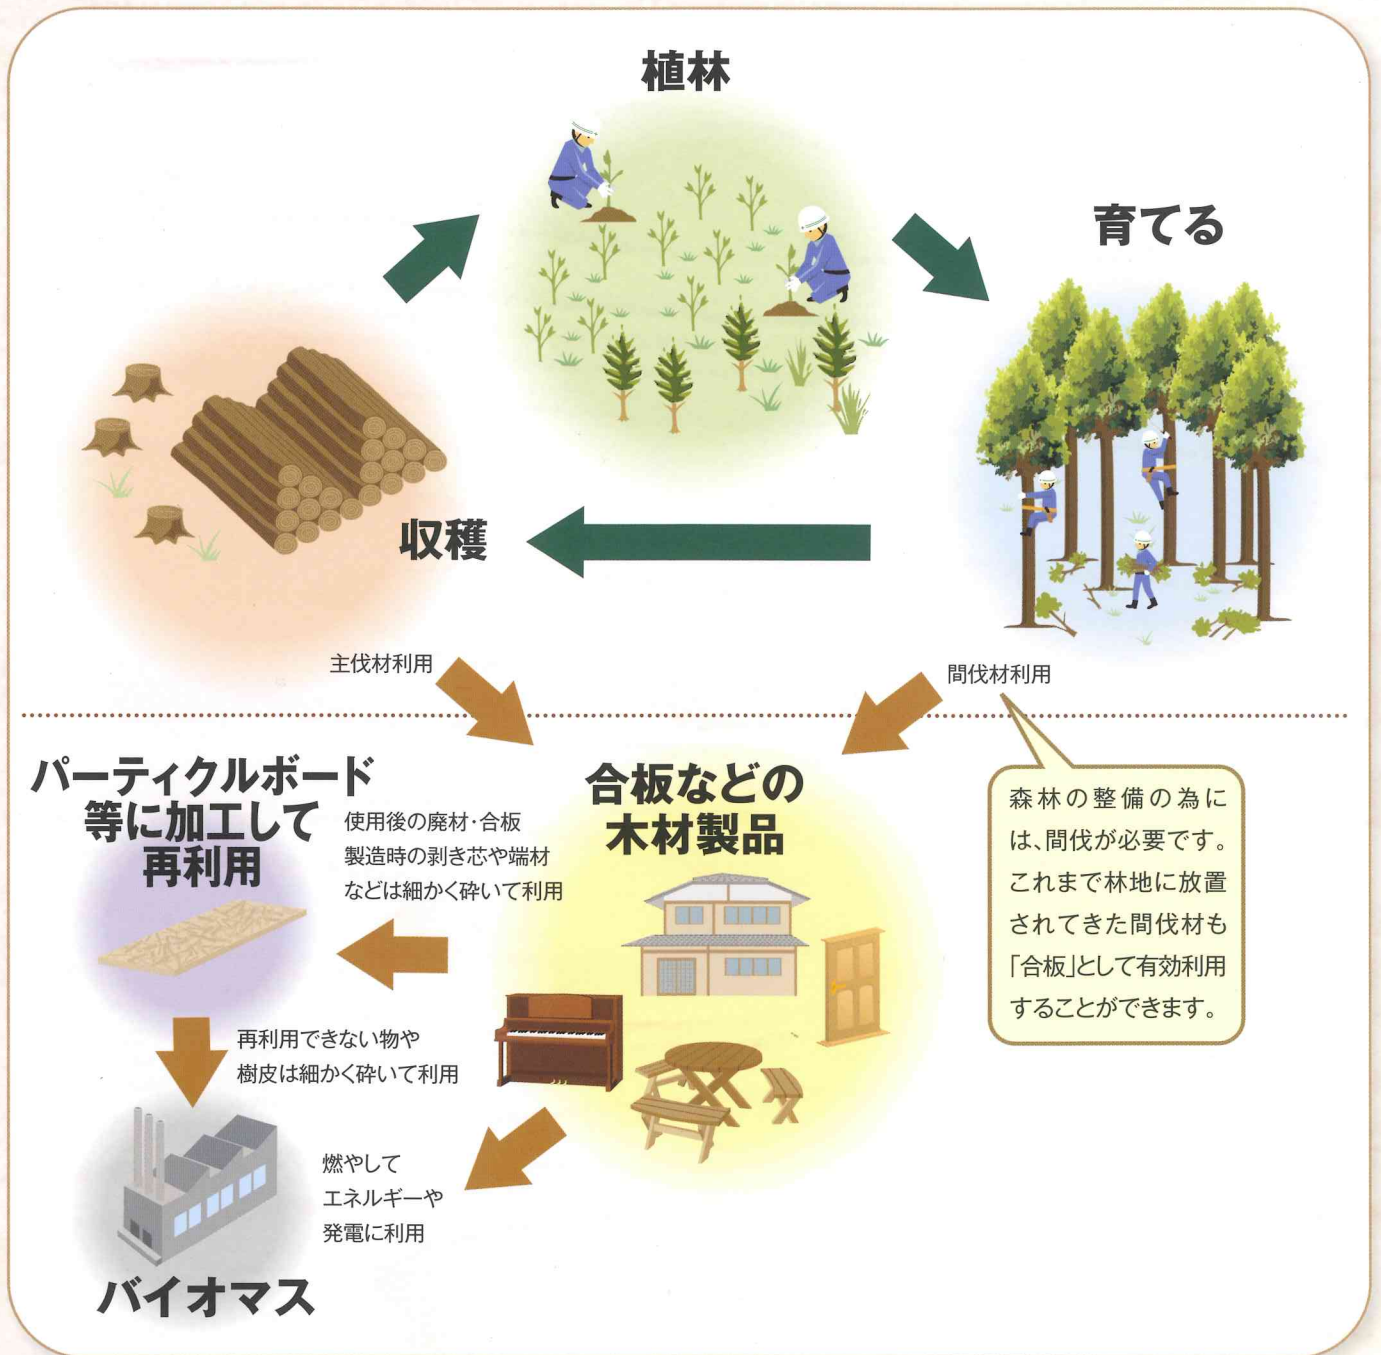 植林
育てる
収穫
主伐材利用
間伐材利用
パーティクルボード
等に加工して
再利用
使用後の廃材・合板
製造時の剥き芯や端材
などは細かく砕いて利用
合板などの
木材製品
森林の整備の為に
は、間伐が必要です。
これまで林地に放置
されてきた間伐材も
「合板」として有効利用
することができます。
再利用できない物や
樹皮は細かく砕いて利用
燃やして
エネルギーや
発電に利用
バイオマス